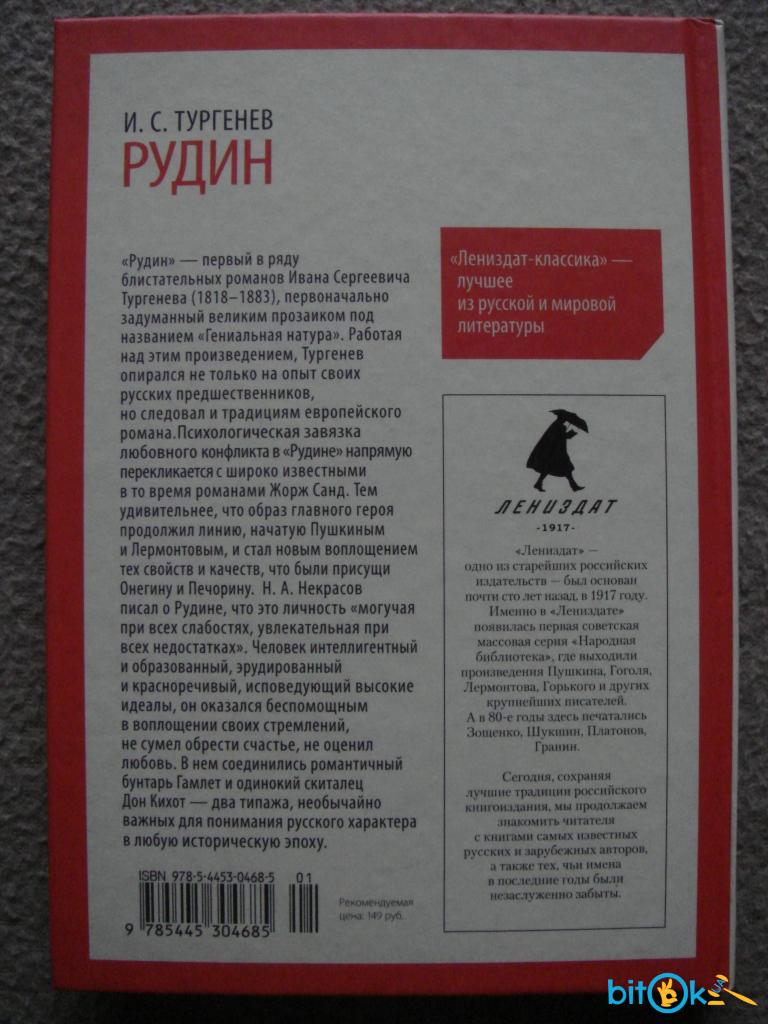 И. С. ТУРГЕНЕВ
РУДИН
«Рудин» — первый в ряду
блистательных романов Ивана Сергеевича
Тургенева (1818–1883), первоначально
задуманный великим прозаиком под
названием «Гениальная натура». Работая
над этим произведением, Тургенев
опирался не только на опыт своих
русских предшественников,
но следовал и традициям европейского
романа.Психологическая завязка
любовного конфликта в «Рудине» напрямую
перекликается с широко известными
в то время романами Жорж Санд. Тем
удивительнее, что образ главного героя
продолжил линию, начатую Пушкиным
и Лермонтовым, и стал новым воплощением
тех свойств и качеств, что были присущи
Онегину и Печорину. Н. А. Некрасов
писал о Рудине, что это личность «могучая
при всех слабостях, увлекательная при
всех недостатках». Человек интеллигентный
и образованный, эрудированный
и красноречивый, исповедующий высокие
идеалы, он оказался беспомощным
в воплощении своих стремлений,
не сумел обрести счастье, не оценил
любовь. В нем соединились романтичный
бунтарь Гамлет и одинокий скиталец
Дон Кихот — два типажа, необычайно
важных для понимания русского характера
в любую историческую эпоху.
ISBN 978-5-4453-0468-5
01
9 785445 304685
Рекомендуемая
цена: 149 руб.
«Лениздат-классика» —
лучшее
из русской и мировой
литературы
ЛЕНИЗДАТ
-1917-
«Лениздат» —
одно из старейших российских
издательств — был основан
почти сто лет назад, в 1917 году.
Именно в «Лениздате»
появилась первая советская
массовая серия «Народная
библиотека», где выходили
произведения Пушкина, Гоголя,
Лермонтова, Горького и других
крупнейших писателей.
А в 80-е годы здесь печатались
Зощенко, Шукшин, Платонов,
Гранин.
Сегодня, сохраняя
лучшие традиции российского
книгоиздания, мы продолжаем
знакомить читателя
с книгами самых известных
русских и зарубежных авторов,
а также тех, чьи имена
в последние годы были
незаслуженно забыты.
bitOk
UA